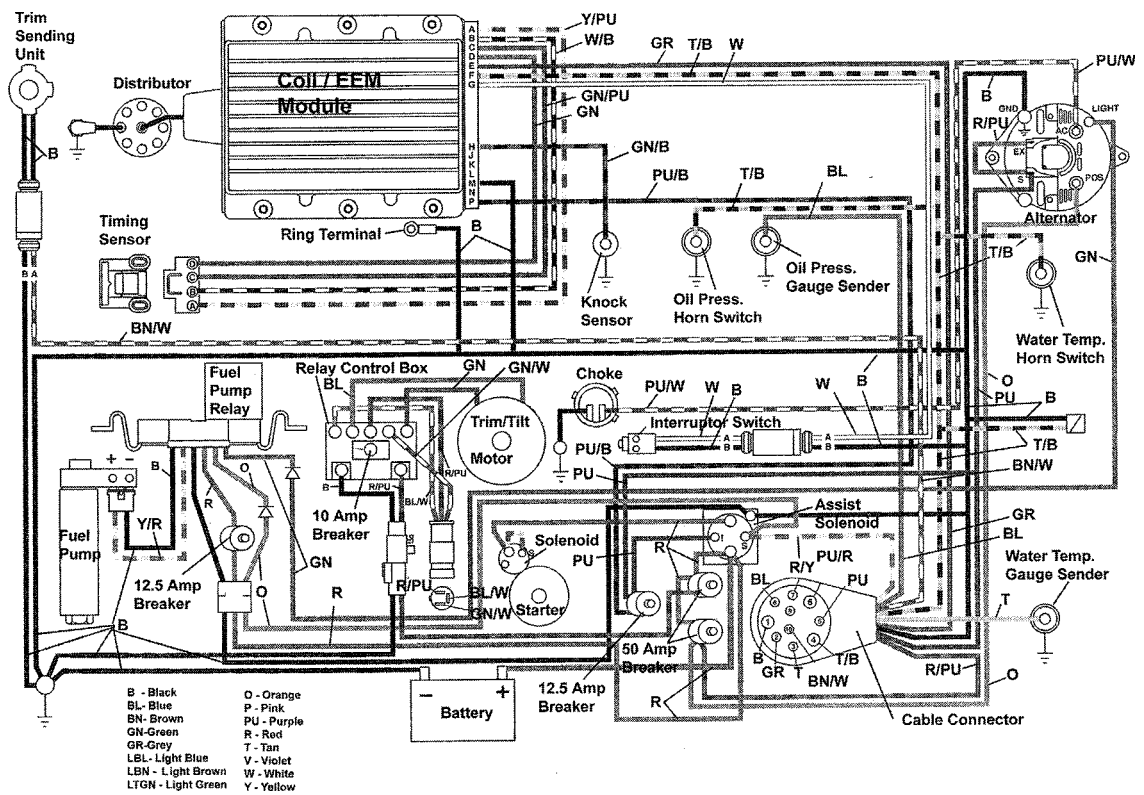 Trim
Sending
Unit
Distributor
Coil / EEM
Module
A
B
C
D
E
F
G
H
J
K
L
M
N
P
Y/PU
W/B
GN/PU
GN
GR
T/B
W
PU/W
B
GND
LIGHT
R/PU
AC
EX
S
POS
Alternator
B
GN/B
PU/B
T/B
BL
Ring Terminal
B
Timing
Sensor
D
C
B
A
Knock
Sensor
Oil Press.
Horn Switch
Oil Press.
Gauge Sender
T/B
GN
Water Temp.
Horn Switch
B
A
BN/W
Fuel
Pump
Relay
Relay Control Box
BL
GN
GN/W
Choke
PU/W
W
B
W
B
O
PU
B
Interruptor Switch
A
B
A
B
T/B
Trim/Tilt
Motor
PU/B
PU
BN/W
+ -
B
R
O
B
R/PU
R/PU
BL/W
10 Amp
Breaker
Assist
Solenoid
I
S
GR
BL
Fuel
Pump
Y/R
12.5 Amp
Breaker
GN
O
R
R/PU
Solenoid
S
PU
R
R/Y
PU/R
PU
BL
Water Temp.
Gauge Sender
BL/W
GN/W
Starter
T
B
50 Amp
Breaker
B
GR
T
BN/W
T/B
R/PU
O
12.5 Amp
Breaker
R
Cable Connector
- +
Battery
B - Black
BL- Blue
BN- Brown
GN-Green
GR-Grey
LBL- Light Blue
LBN - Light Brown
LTGN - Light Green
O - Orange
P - Pink
PU - Purple
R - Red
T - Tan
V - Violet
W - White
Y - Yellow